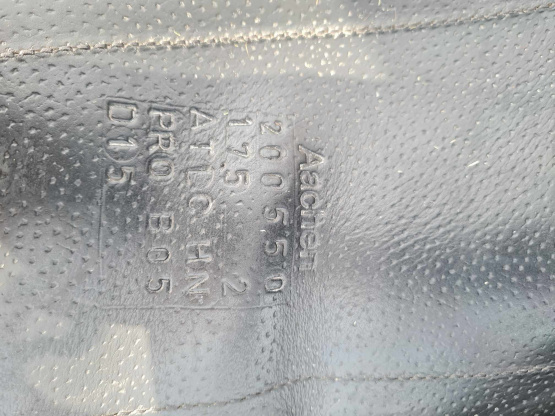 Aachen
200550
175 2
ATLC HN
PRO B05
D15